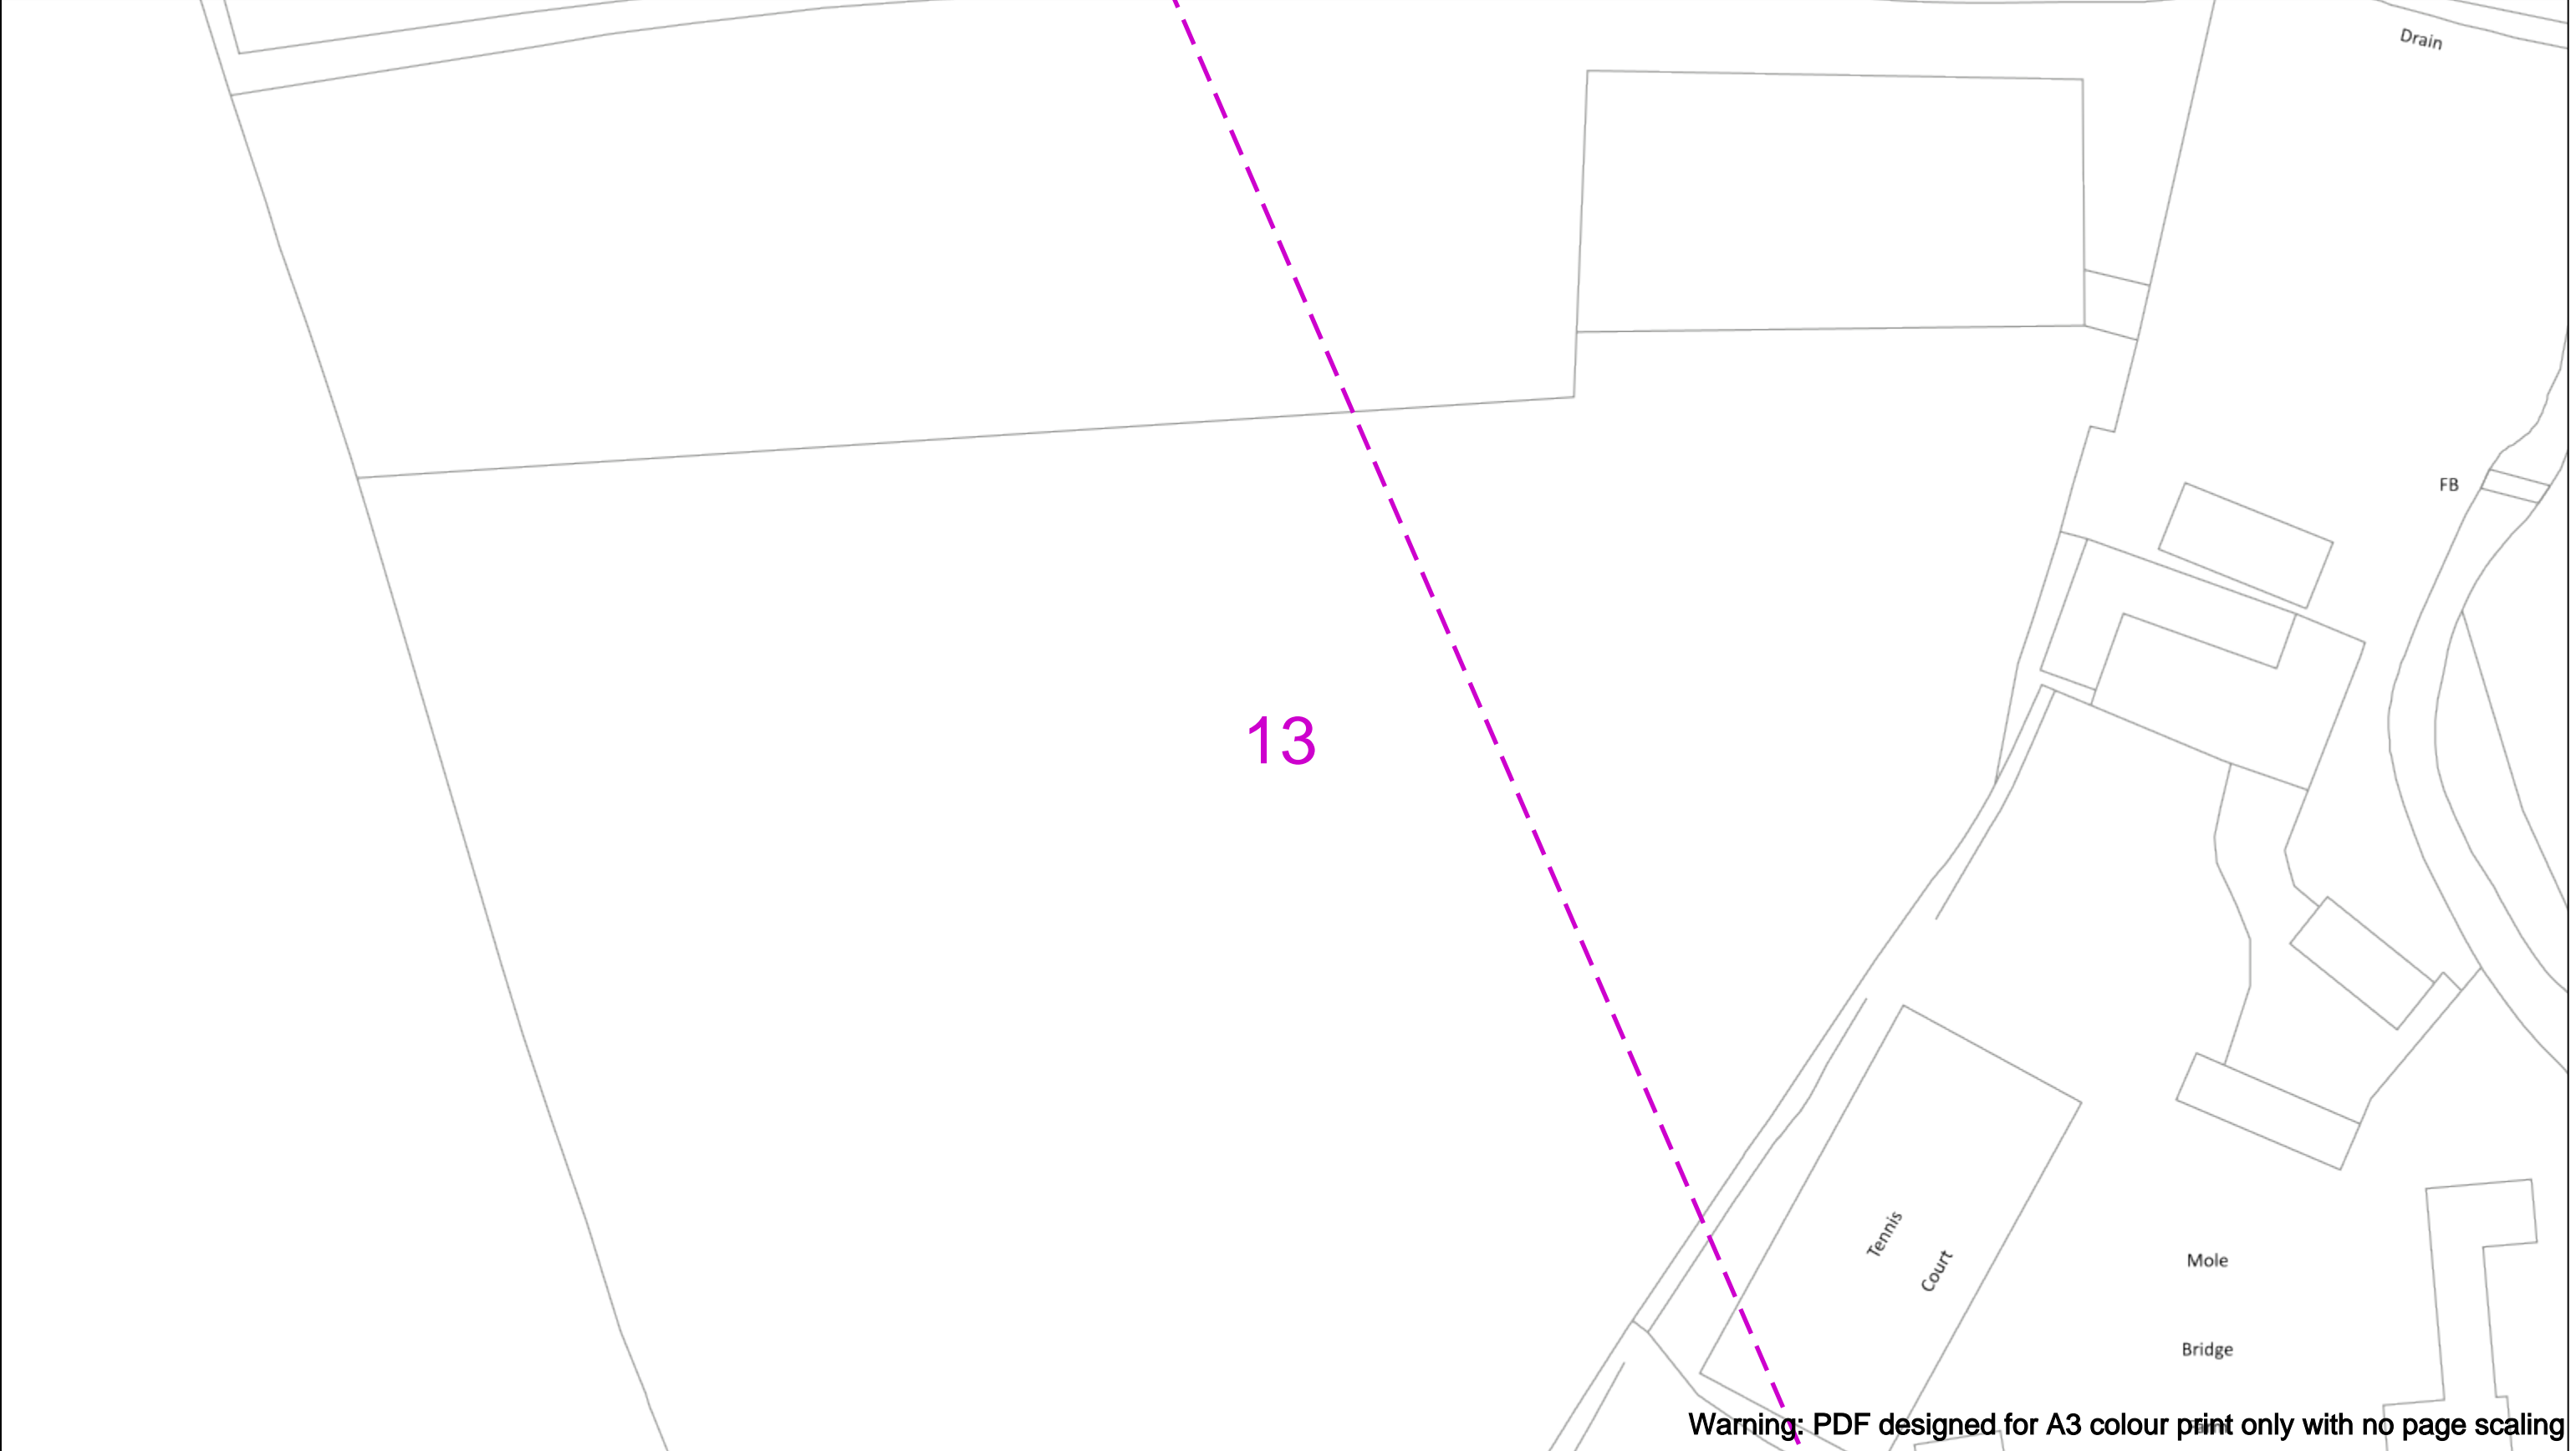 Drain
FB
13
Tennis
Court
Mole
Bridge
Warning: PDF designed for A3 colour print only with no page scaling